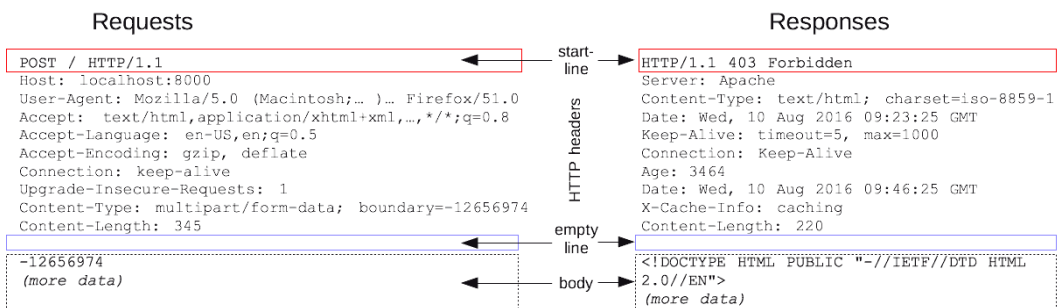 Requests
POST / HTTP/1.1
Host: localhost:8000
User-Agent: Mozilla/5.0 (Macintosh;… )… Firefox/51.0
Accept: text/html,application/xhtml+xml,…,*/*;q=0.8
Accept-Language: en-US,en;q=0.5
Accept-Encoding: gzip, deflate
Connection: keep-alive
Upgrade-Insecure-Requests: 1
Content-Type: multipart/form-data; boundary=-12656974
Content-Length: 345
-12656974
(more data)
start-
line
HTTP headers
empty
line
body
Responses
HTTP/1.1 403 Forbidden
Server: Apache
Content-Type: text/html; charset=iso-8859-1
Date: Wed, 10 Aug 2016 09:23:25 GMT
Keep-Alive: timeout=5, max=1000
Connection: Keep-Alive
Age: 3464
Date: Wed, 10 Aug 2016 09:46:25 GMT
X-Cache-Info: caching
Content-Length: 220
<!DOCTYPE HTML PUBLIC "-//IETF//DTD HTML
2.0//EN">
(more data)